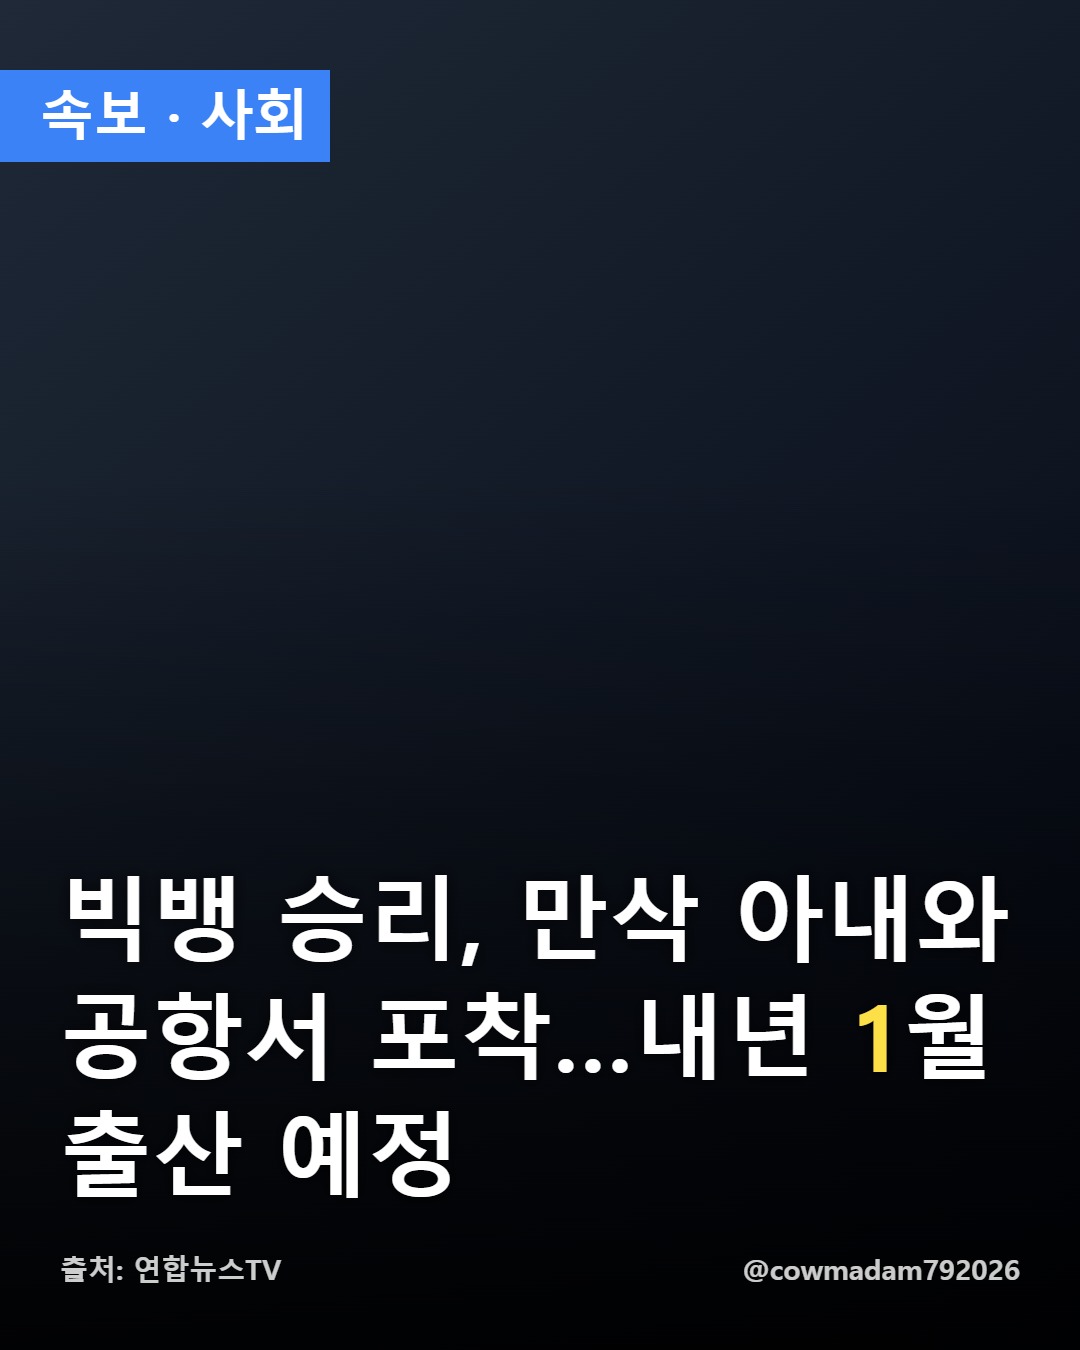 속보 · 사회
빅뱅 승리, 만삭 아내와
공항서 포착...내년 1월
출산 예정
출처: 연합뉴스TV
@cowmadam792026